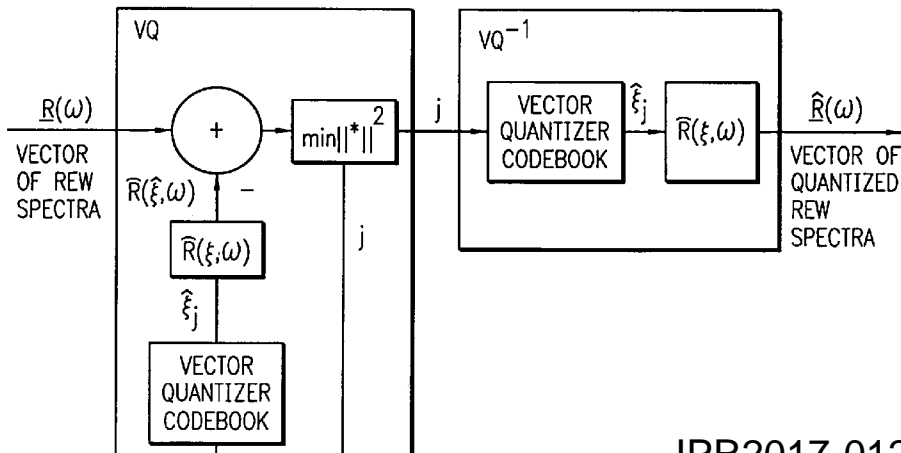 VQ
R(ω)
VECTOR
OF REW
SPECTRA
+
−
min||*||²
R̂(ξ̂,ω)
R̂(ξ,ω)
ξ̂j
VECTOR
QUANTIZER
CODEBOOK
j
j
VQ⁻¹
VECTOR
QUANTIZER
CODEBOOK
ξ̂j
R̂(ξ,ω)
R̂(ω)
VECTOR OF
QUANTIZED
REW
SPECTRA